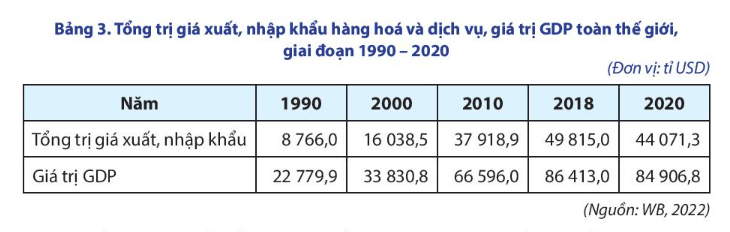 Bảng 3. Tổng trị giá xuất, nhập khẩu hàng hoá và dịch vụ, giá trị GDP toàn thế giới,
giai đoạn 1990 – 2020
(Đơn vị: tỉ USD)
Năm 1990 2000 2010 2018 2020
Tổng trị giá xuất, nhập khẩu 8 766,0 16 038,5 37 918,9 49 815,0 44 071,3
Giá trị GDP 22 779,9 33 830,8 66 596,0 86 413,0 84 906,8
(Nguồn: WB, 2022)